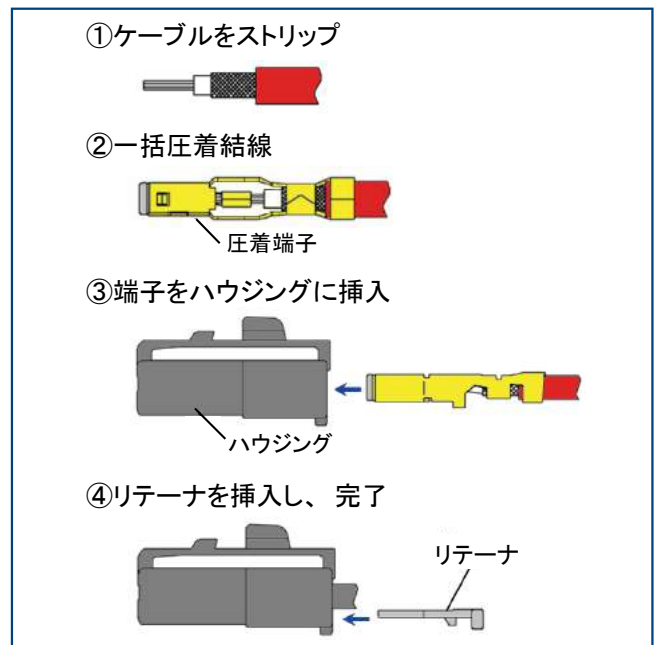 ①ケーブルをストリップ
②一括圧着結線
圧着端子
③端子をハウジングに挿入
ハウジング
④リテーナを挿入し、完了
リテーナ